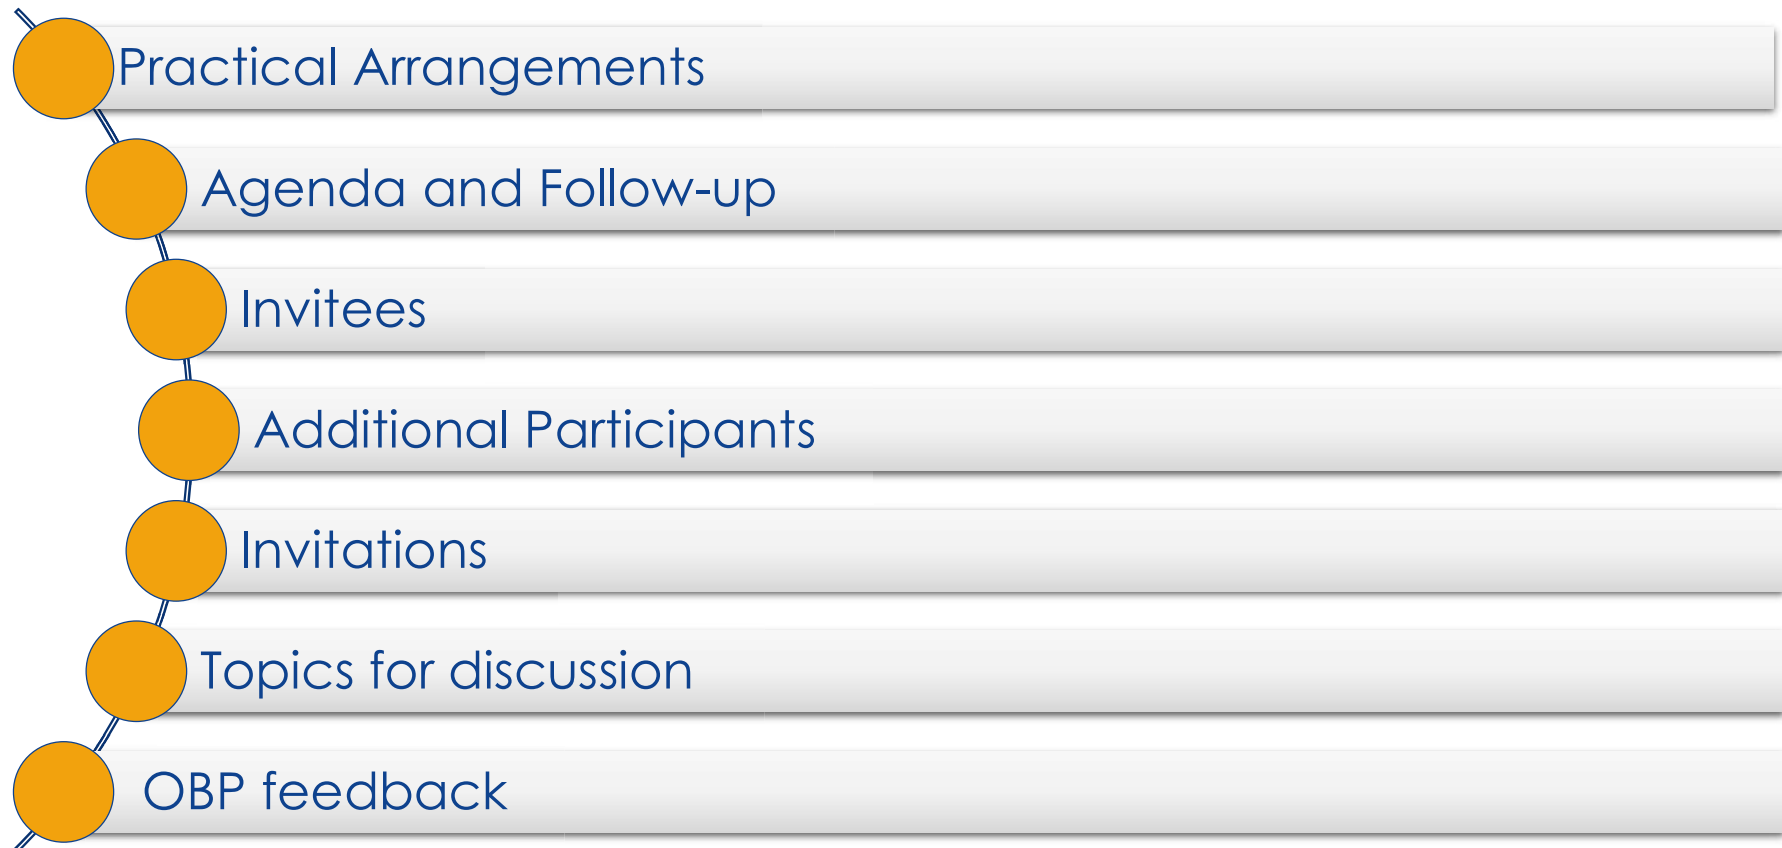 Practical Arrangements
Agenda and Follow-up
Invitees
Additional Participants
Invitations
Topics for discussion
OBP feedback